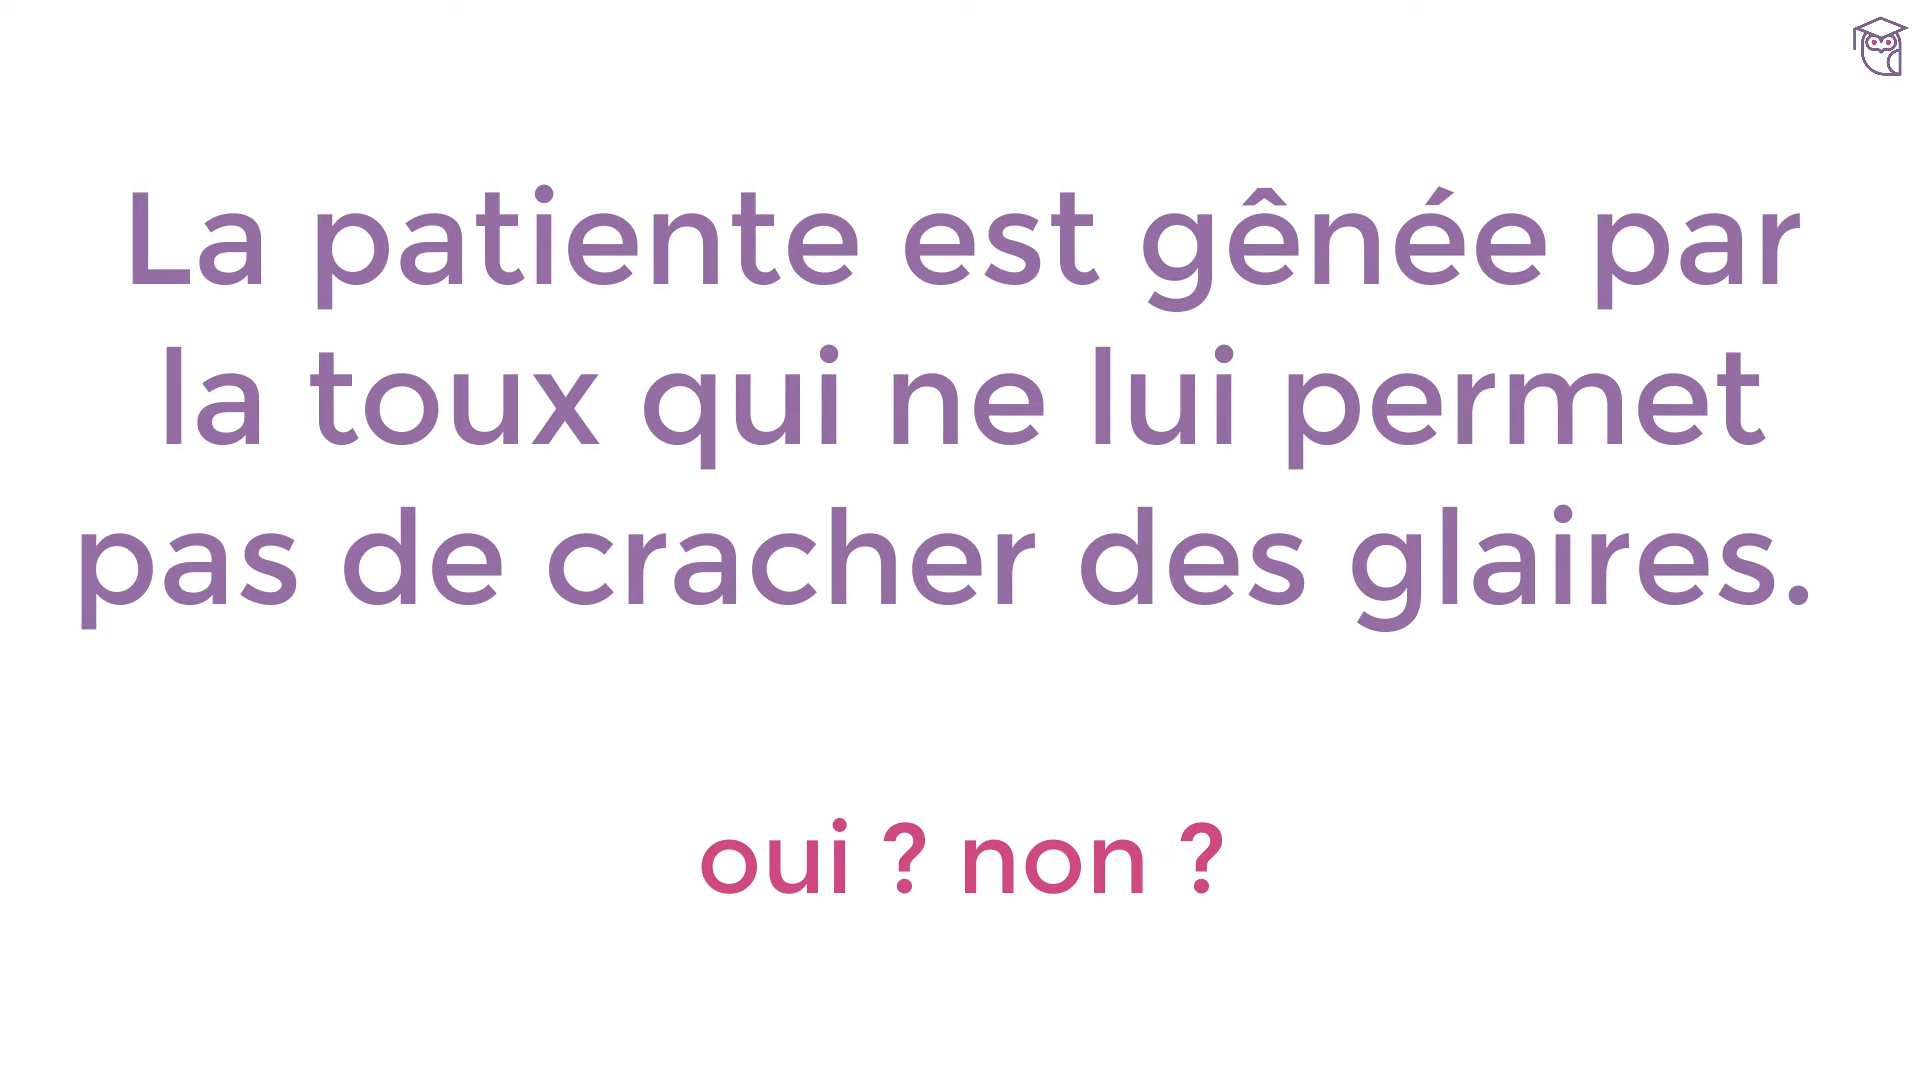 La patiente est gênée par
la toux qui ne lui permet
pas de cracher des glaires.
oui ? non ?